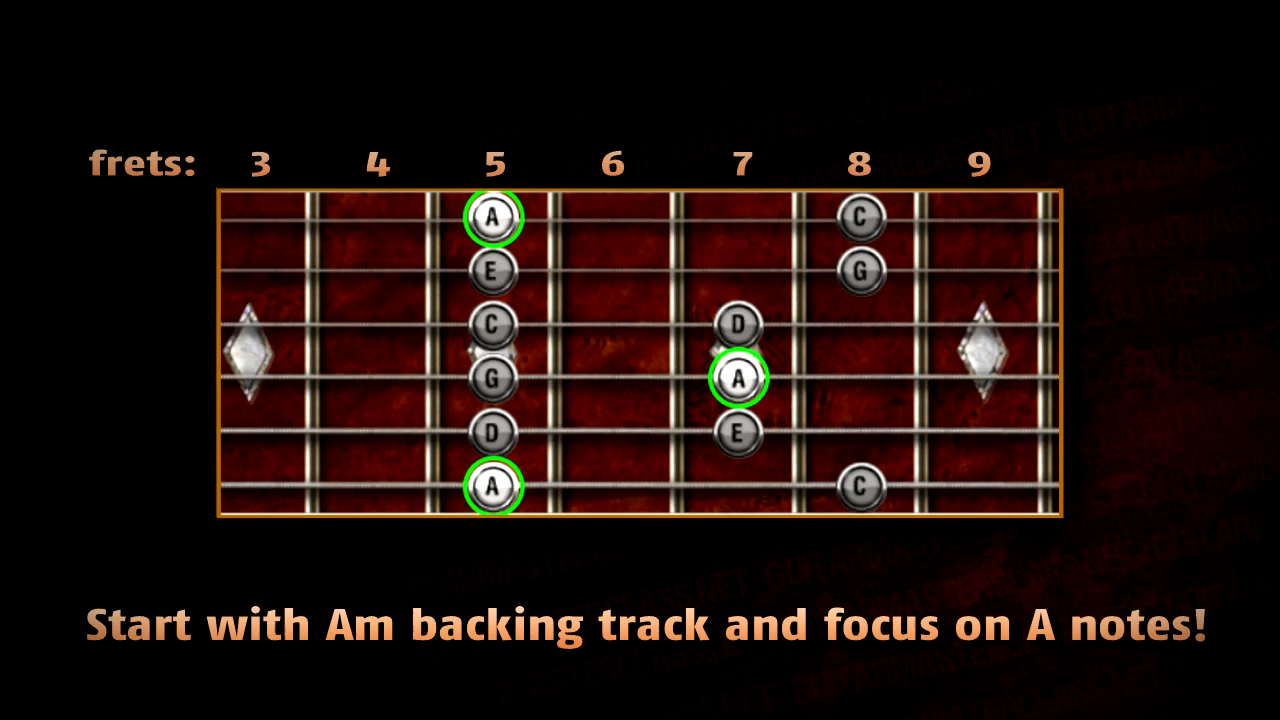 frets: 3 4 5 6 7 8 9
A C
E G
C D
G A
D E
A C
Start with Am backing track and focus on A notes!